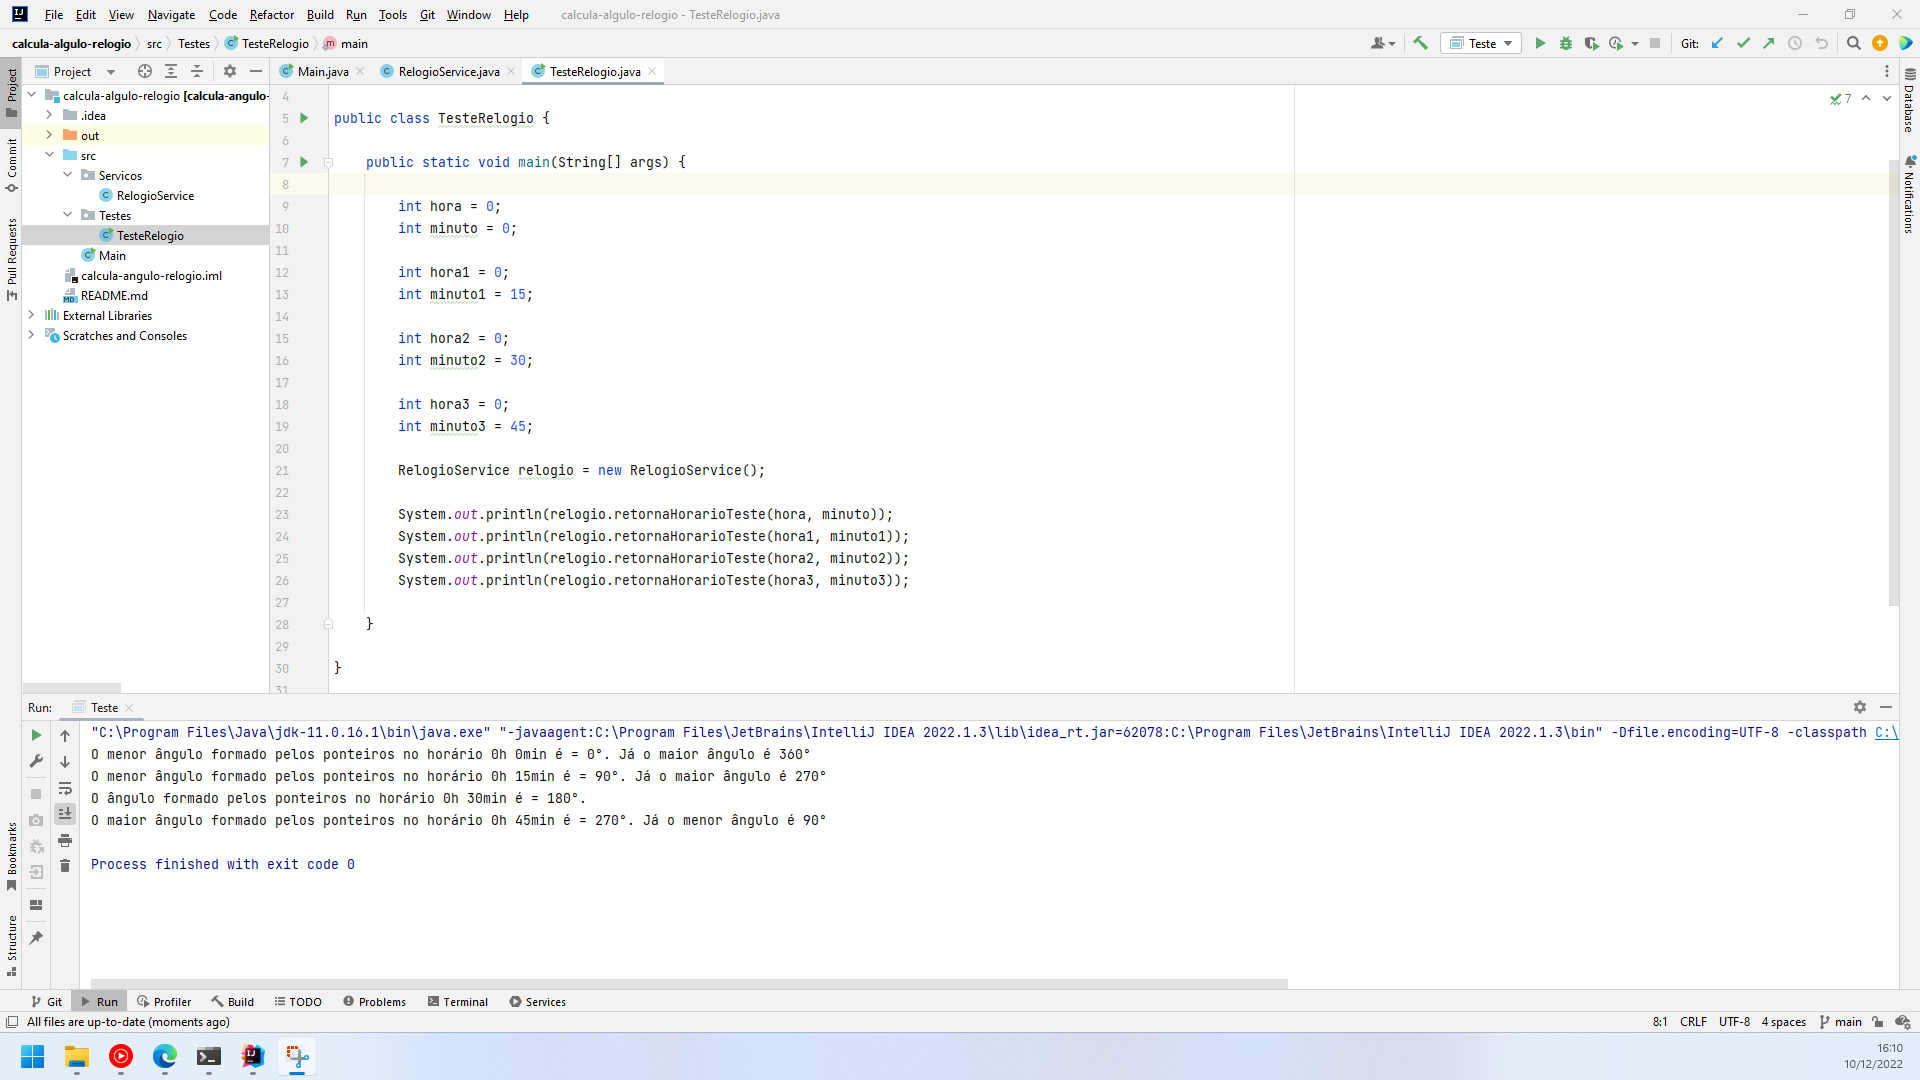 File Edit View Navigate Code Refactor Build Run Tools Git Window Help calcula-algulo-relogio - TesteRelogio.java
calcula-algulo-relogio src Testes TesteRelogio main Teste Git:
Project Main.java RelogioService.java TesteRelogio.java
Project
Commit
Pull Requests
Bookmarks
Structure
Database
Notifications
calcula-algulo-relogio [calcula-angulo-
.idea
out
src
Servicos
RelogioService
Testes
TesteRelogio
Main
calcula-angulo-relogio.iml
README.md
External Libraries
Scratches and Consoles
7
4
5 public class TesteRelogio {
6
7 public static void main(String[] args) {
8
9 int hora = 0;
10 int minuto = 0;
11
12 int hora1 = 0;
13 int minuto1 = 15;
14
15 int hora2 = 0;
16 int minuto2 = 30;
17
18 int hora3 = 0;
19 int minuto3 = 45;
20
21 RelogioService relogio = new RelogioService();
22
23 System.out.println(relogio.retornaHorarioTeste(hora, minuto));
24 System.out.println(relogio.retornaHorarioTeste(hora1, minuto1));
25 System.out.println(relogio.retornaHorarioTeste(hora2, minuto2));
26 System.out.println(relogio.retornaHorarioTeste(hora3, minuto3));
27
28 }
29
30 }
31
Run: Teste
"C:\Program Files\Java\jdk-11.0.16.1\bin\java.exe" "-javaagent:C:\Program Files\JetBrains\IntelliJ IDEA 2022.1.3\lib\idea_rt.jar=62078:C:\Program Files\JetBrains\IntelliJ IDEA 2022.1.3\bin" -Dfile.encoding=UTF-8 -classpath C:\
O menor ângulo formado pelos ponteiros no horário 0h 0min é = 0°. Já o maior ângulo é 360°
O menor ângulo formado pelos ponteiros no horário 0h 15min é = 90°. Já o maior ângulo é 270°
O ângulo formado pelos ponteiros no horário 0h 30min é = 180°.
O maior ângulo formado pelos ponteiros no horário 0h 45min é = 270°. Já o menor ângulo é 90°
Process finished with exit code 0
Git Run Profiler Build TODO Problems Terminal Services
All files are up-to-date (moments ago) 8:1 CRLF UTF-8 4 spaces main
16:10
10/12/2022